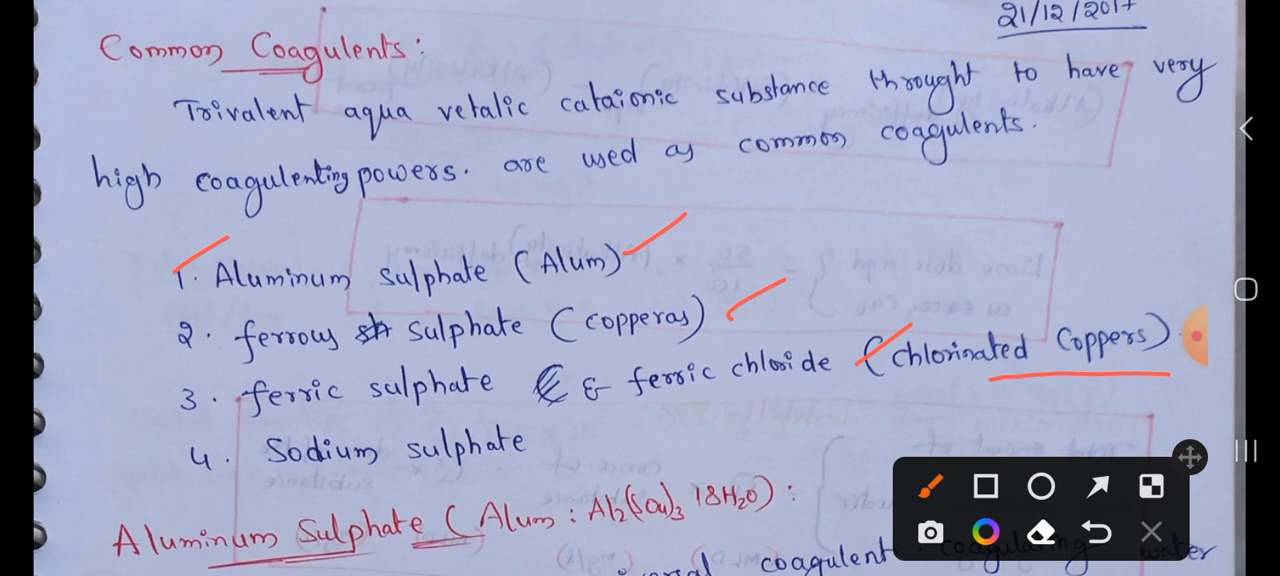 21/12/2017
Common Coagulents:
Trivalent aqua vetalic cataionic substance throught to have very
high coagulenting powers. are used as common coagulents.
1. Aluminum sulphate (Alum)
2. ferrous sulphate (copperas)
3. ferric sulphate & ferric chloride (chlorinated Coppers)
4. Sodium sulphate
Aluminum Sulphate (Alum: Al2(SO4)3 18H2O):
coagulent coagulating water